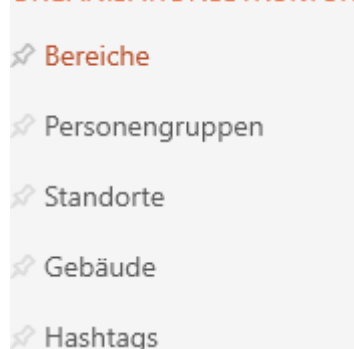 Bereiche
Personengruppen
Standorte
Gebäude
Hashtags